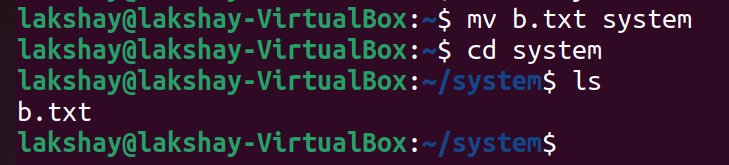 lakshay@lakshay-VirtualBox:~$ mv b.txt system
lakshay@lakshay-VirtualBox:~$ cd system
lakshay@lakshay-VirtualBox:~/system$ ls
b.txt
lakshay@lakshay-VirtualBox:~/system$